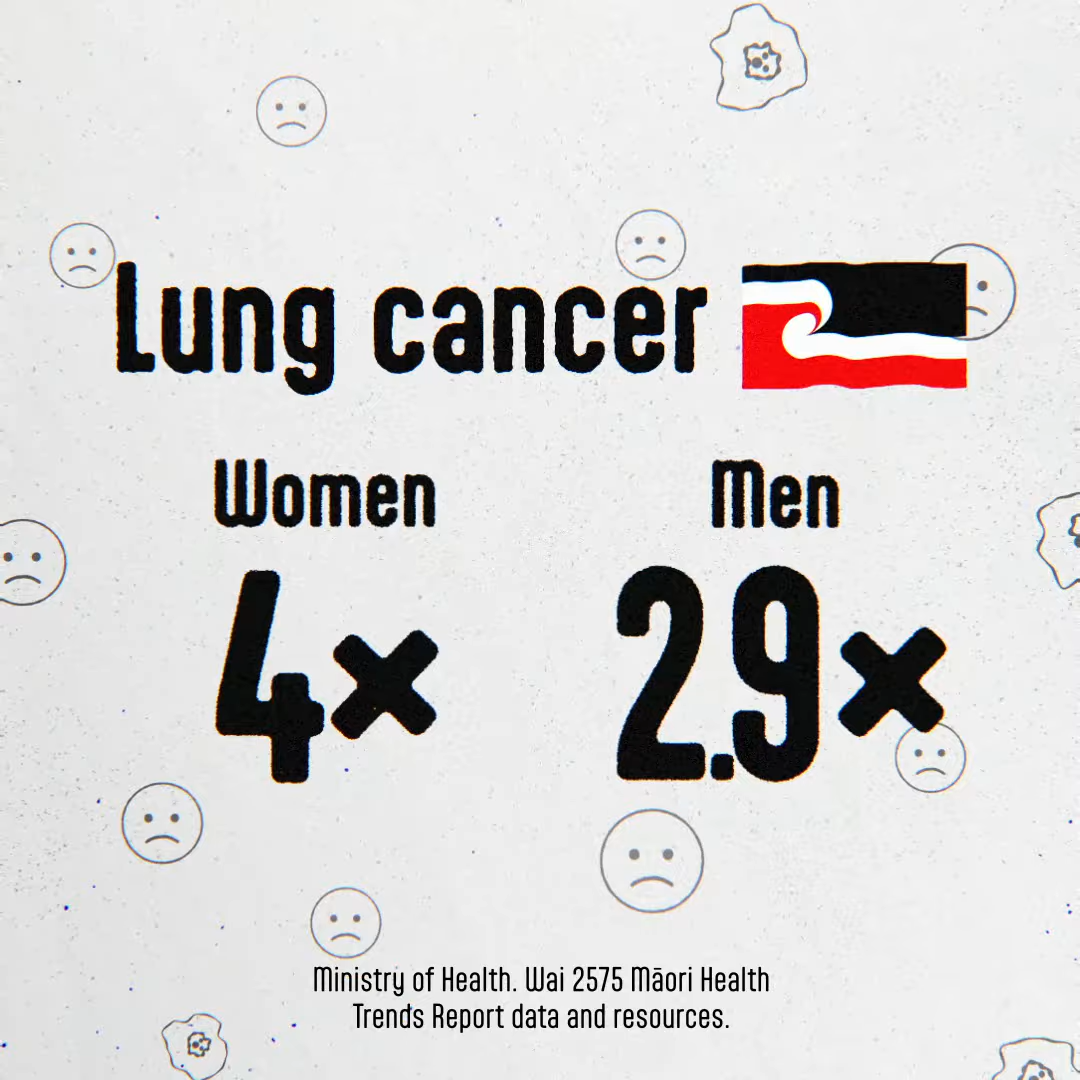 Lung cancer
Women Men
4× 2.9×
Ministry of Health. Wai 2575 Māori Health
Trends Report data and resources.